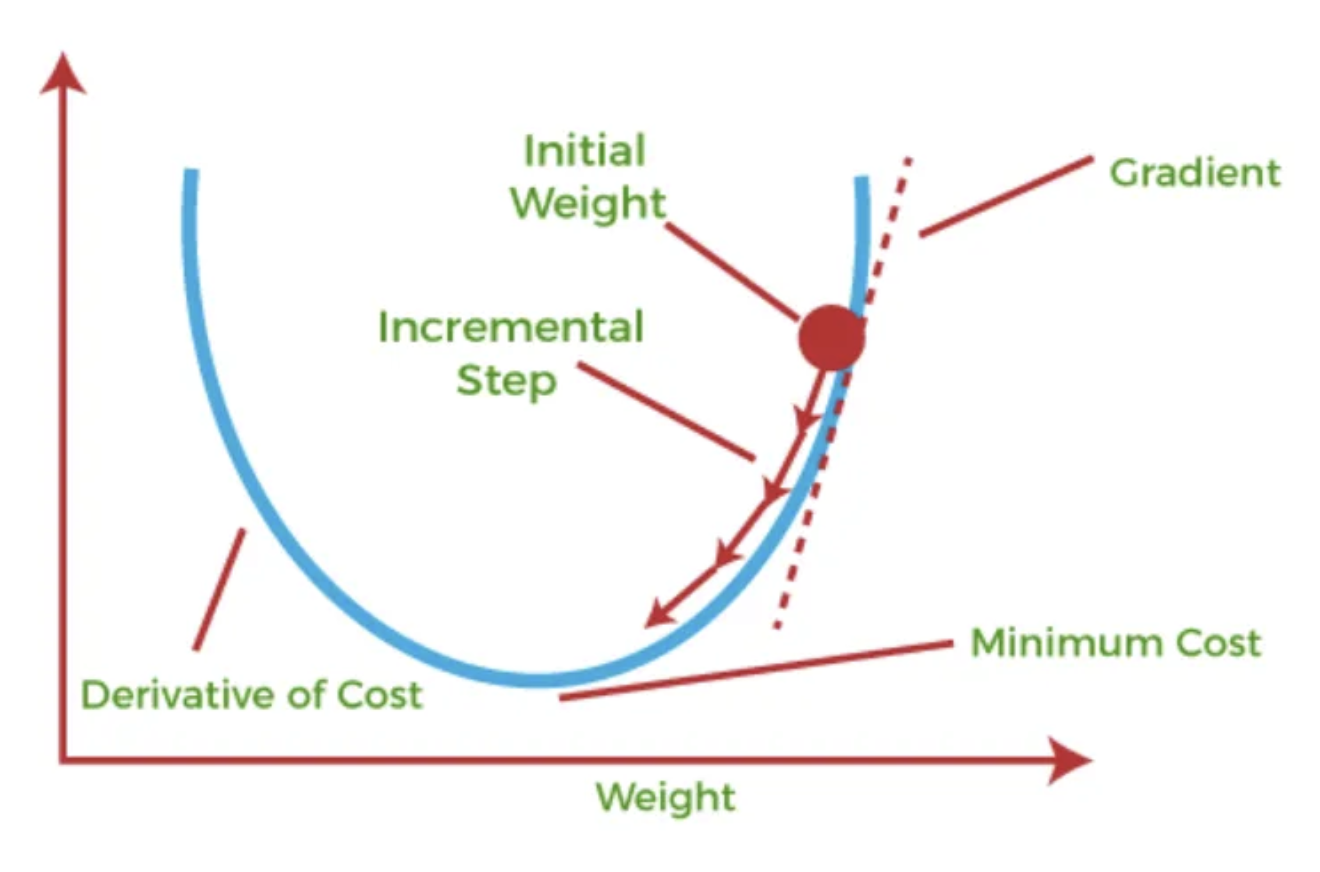 Initial
Weight
Gradient
Incremental
Step
Minimum Cost
Derivative of Cost
Weight